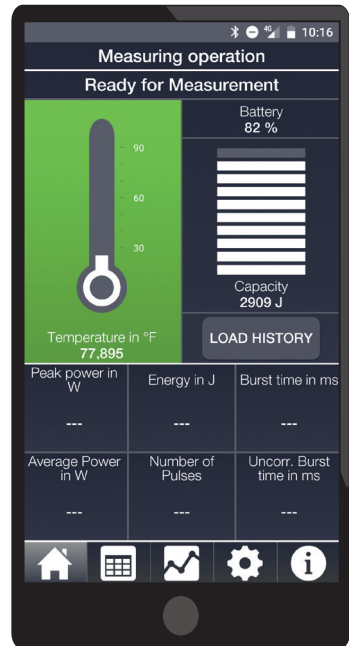 4G 10:16
Measuring operation
Ready for Measurement
Battery
82 %
90
60
30
Capacity
2909 J
Temperature in °F
77,895
LOAD HISTORY
Peak power in
W
---
Energy in J
---
Burst time in ms
---
Average Power
in W
---
Number of
Pulses
---
Uncorr. Burst
time in ms
---
i